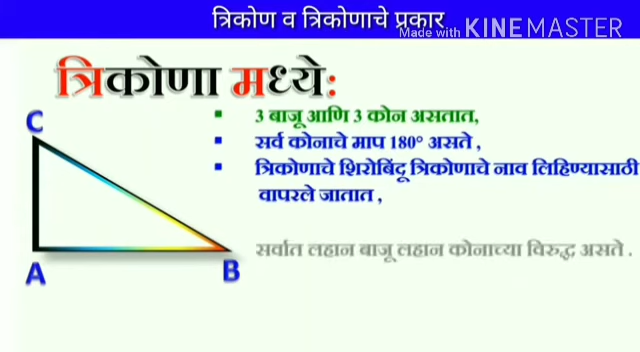 त्रिकोण व त्रिकोणाचे प्रकार
Made with KINEMASTER
त्रिकोणा मध्ये:
C
3 बाजू आणि 3 कोन असतात,
सर्व कोनाचे माप 180° असते ,
त्रिकोणाचे शिरोबिंदू त्रिकोणाचे नाव लिहिण्यासाठी
वापरले जातात ,
सर्वात लहान बाजू लहान कोनाच्या विरुद्ध असते .
A
B